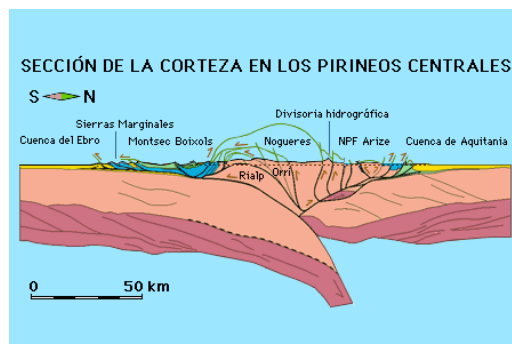 SECCIÓN DE LA CORTEZA EN LOS PIRINEOS CENTRALES
S N
Divisoria hidrográfica
Sierras Marginales
Cuenca del Ebro Montsec Boixols Nogueres NPF Arize Cuenca de Aquitania
Rialp Orri
0 50 km